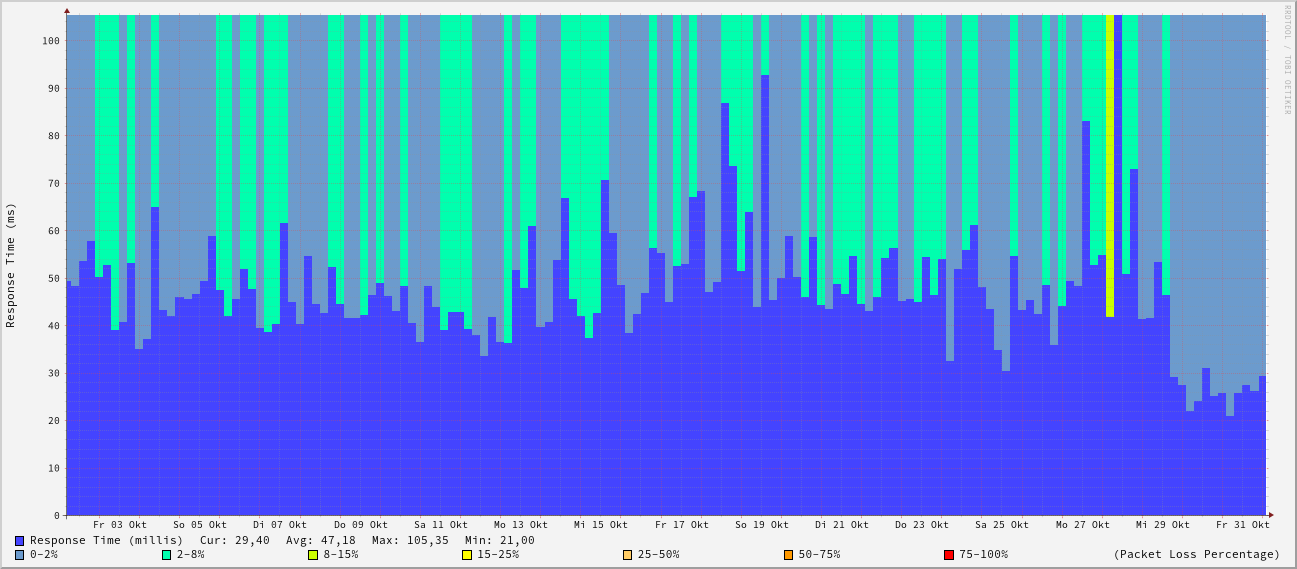 RRDTOOL / TOBI OETIKER
Response Time (ms)
100
90
80
70
60
50
40
30
20
10
0
Fr 03 Okt So 05 Okt Di 07 Okt Do 09 Okt Sa 11 Okt Mo 13 Okt Mi 15 Okt Fr 17 Okt So 19 Okt Di 21 Okt Do 23 Okt Sa 25 Okt Mo 27 Okt Mi 29 Okt Fr 31 Okt
Response Time (millis) Cur: 29,40 Avg: 47,18 Max: 105,35 Min: 21,00
0-2% 2-8% 8-15% 15-25% 25-50% 50-75% 75-100% (Packet Loss Percentage)